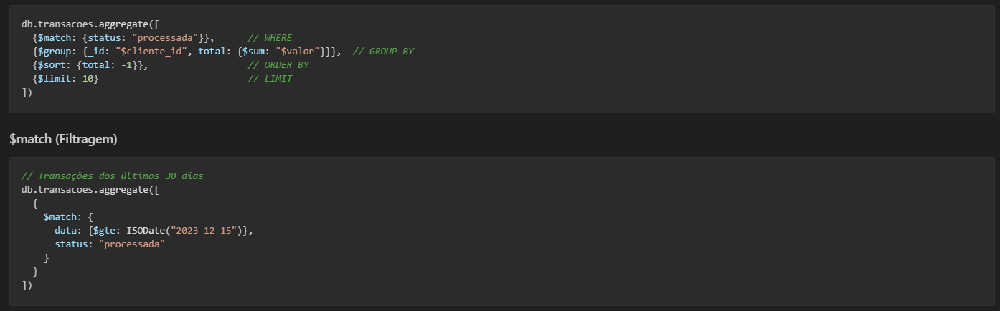 db.transacoes.aggregate([
  {$match: {status: "processada"}},      // WHERE
  {$group: {_id: "$cliente_id", total: {$sum: "$valor"}}},  // GROUP BY
  {$sort: {total: -1}},                  // ORDER BY
  {$limit: 10}                           // LIMIT
])
$match (Filtragem)
// Transações dos últimos 30 dias
db.transacoes.aggregate([
  {
    $match: {
      data: {$gte: ISODate("2023-12-15")},
      status: "processada"
    }
  }
])